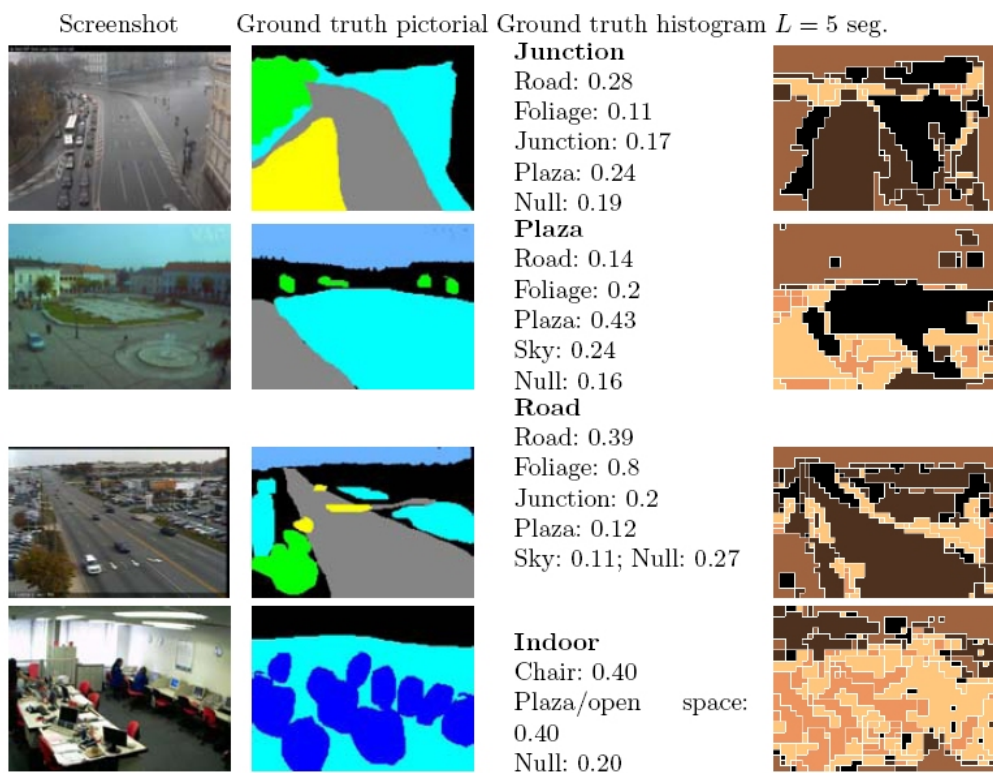 Screenshot Ground truth pictorial Ground truth histogram L = 5 seg.
Junction
Road: 0.28
Foliage: 0.11
Junction: 0.17
Plaza: 0.24
Null: 0.19
Plaza
Road: 0.14
Foliage: 0.2
Plaza: 0.43
Sky: 0.24
Null: 0.16
Road
Road: 0.39
Foliage: 0.8
Junction: 0.2
Plaza: 0.12
Sky: 0.11; Null: 0.27
Indoor
Chair: 0.40
Plaza/open space:
0.40
Null: 0.20